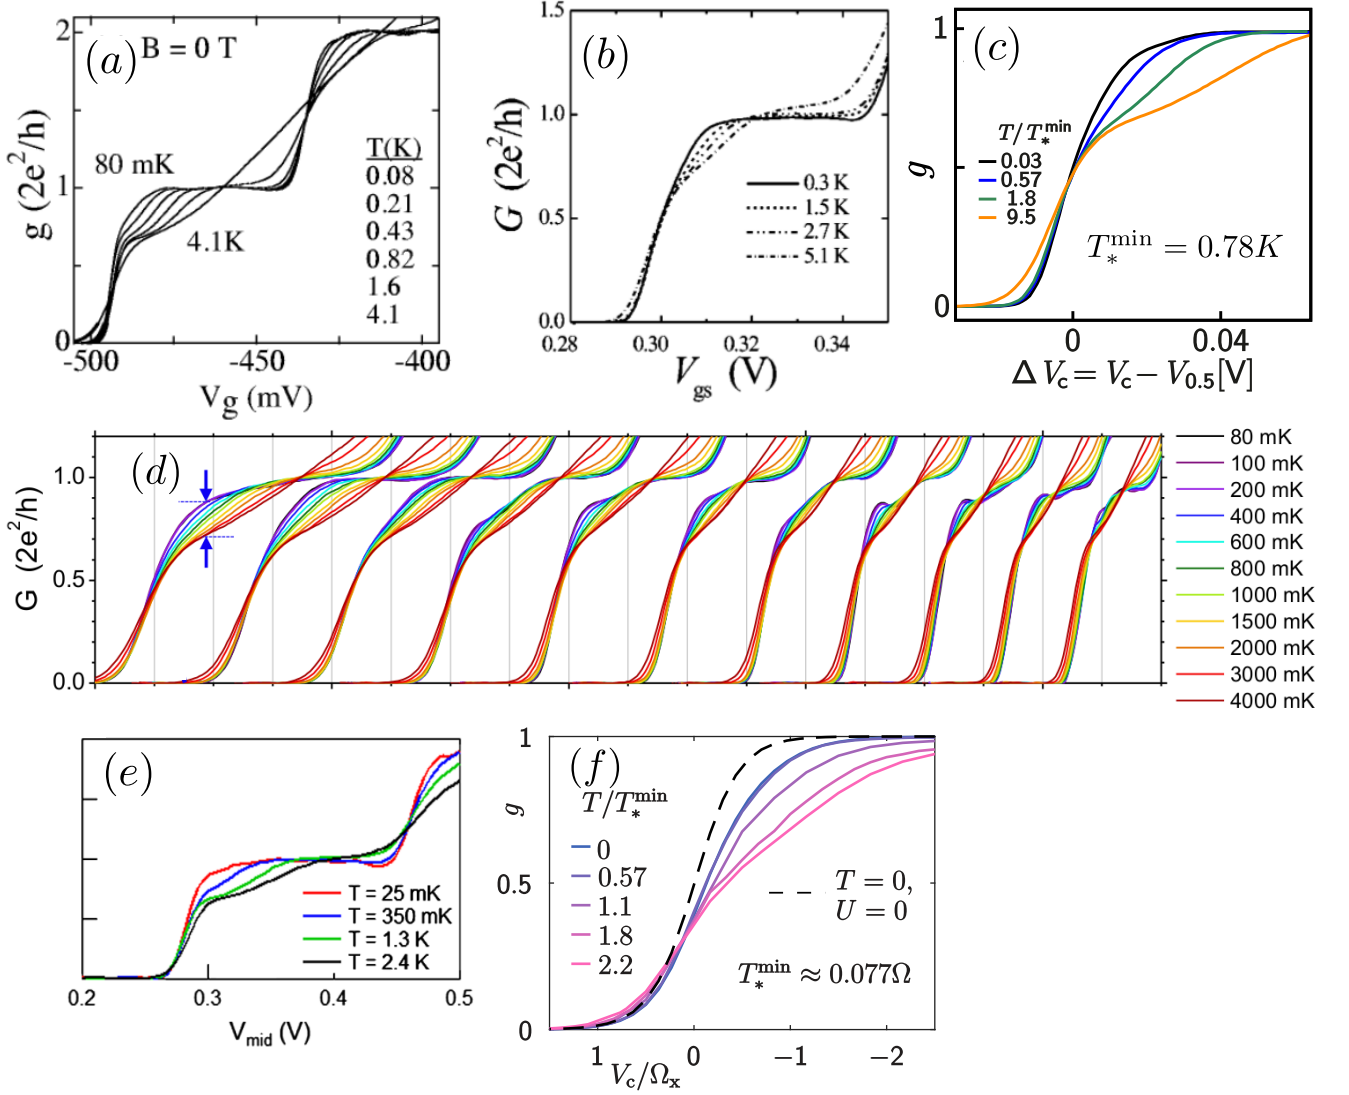 (a) B = 0 T
2
1
0
g (2e²/h)
80 mK
4.1K
T(K)
0.08
0.21
0.43
0.82
1.6
4.1
-500 -450 -400
Vg (mV)
(b)
1.5
1.0
0.5
0.0
G (2e²/h)
0.3 K
1.5 K
2.7 K
5.1 K
0.28 0.30 0.32 0.34
Vgs (V)
(c)
1
0
g
T/T*^min
0.03
0.57
1.8
9.5
T*^min = 0.78K
0 0.04
Δ Vc = Vc − V0.5[V]
(d)
1.0
0.5
0.0
G (2e²/h)
80 mK
100 mK
200 mK
400 mK
600 mK
800 mK
1000 mK
1500 mK
2000 mK
3000 mK
4000 mK
(e)
T = 25 mK
T = 350 mK
T = 1.3 K
T = 2.4 K
0.2 0.3 0.4 0.5
Vmid (V)
(f)
1
0.5
0
g
T/T*^min
0
0.57
1.1
1.8
2.2
T = 0,
U = 0
T*^min ≈ 0.077Ω
1 0 −1 −2
Vc/Ωx